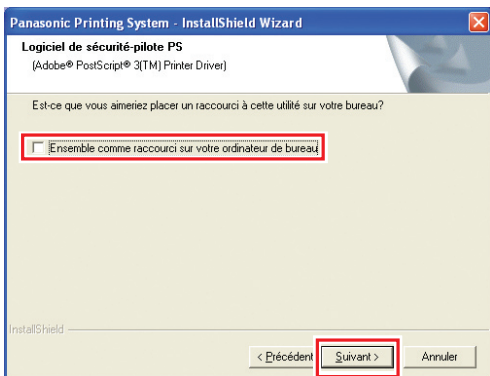 Panasonic Printing System - InstallShield Wizard
Logiciel de sécurité-pilote PS
(Adobe® PostScript® 3(TM) Printer Driver)
Est-ce que vous aimeriez placer un raccourci à cette utilité sur votre bureau?
Ensemble comme raccourci sur votre ordinateur de bureau
InstallShield
< Précédent Suivant > Annuler